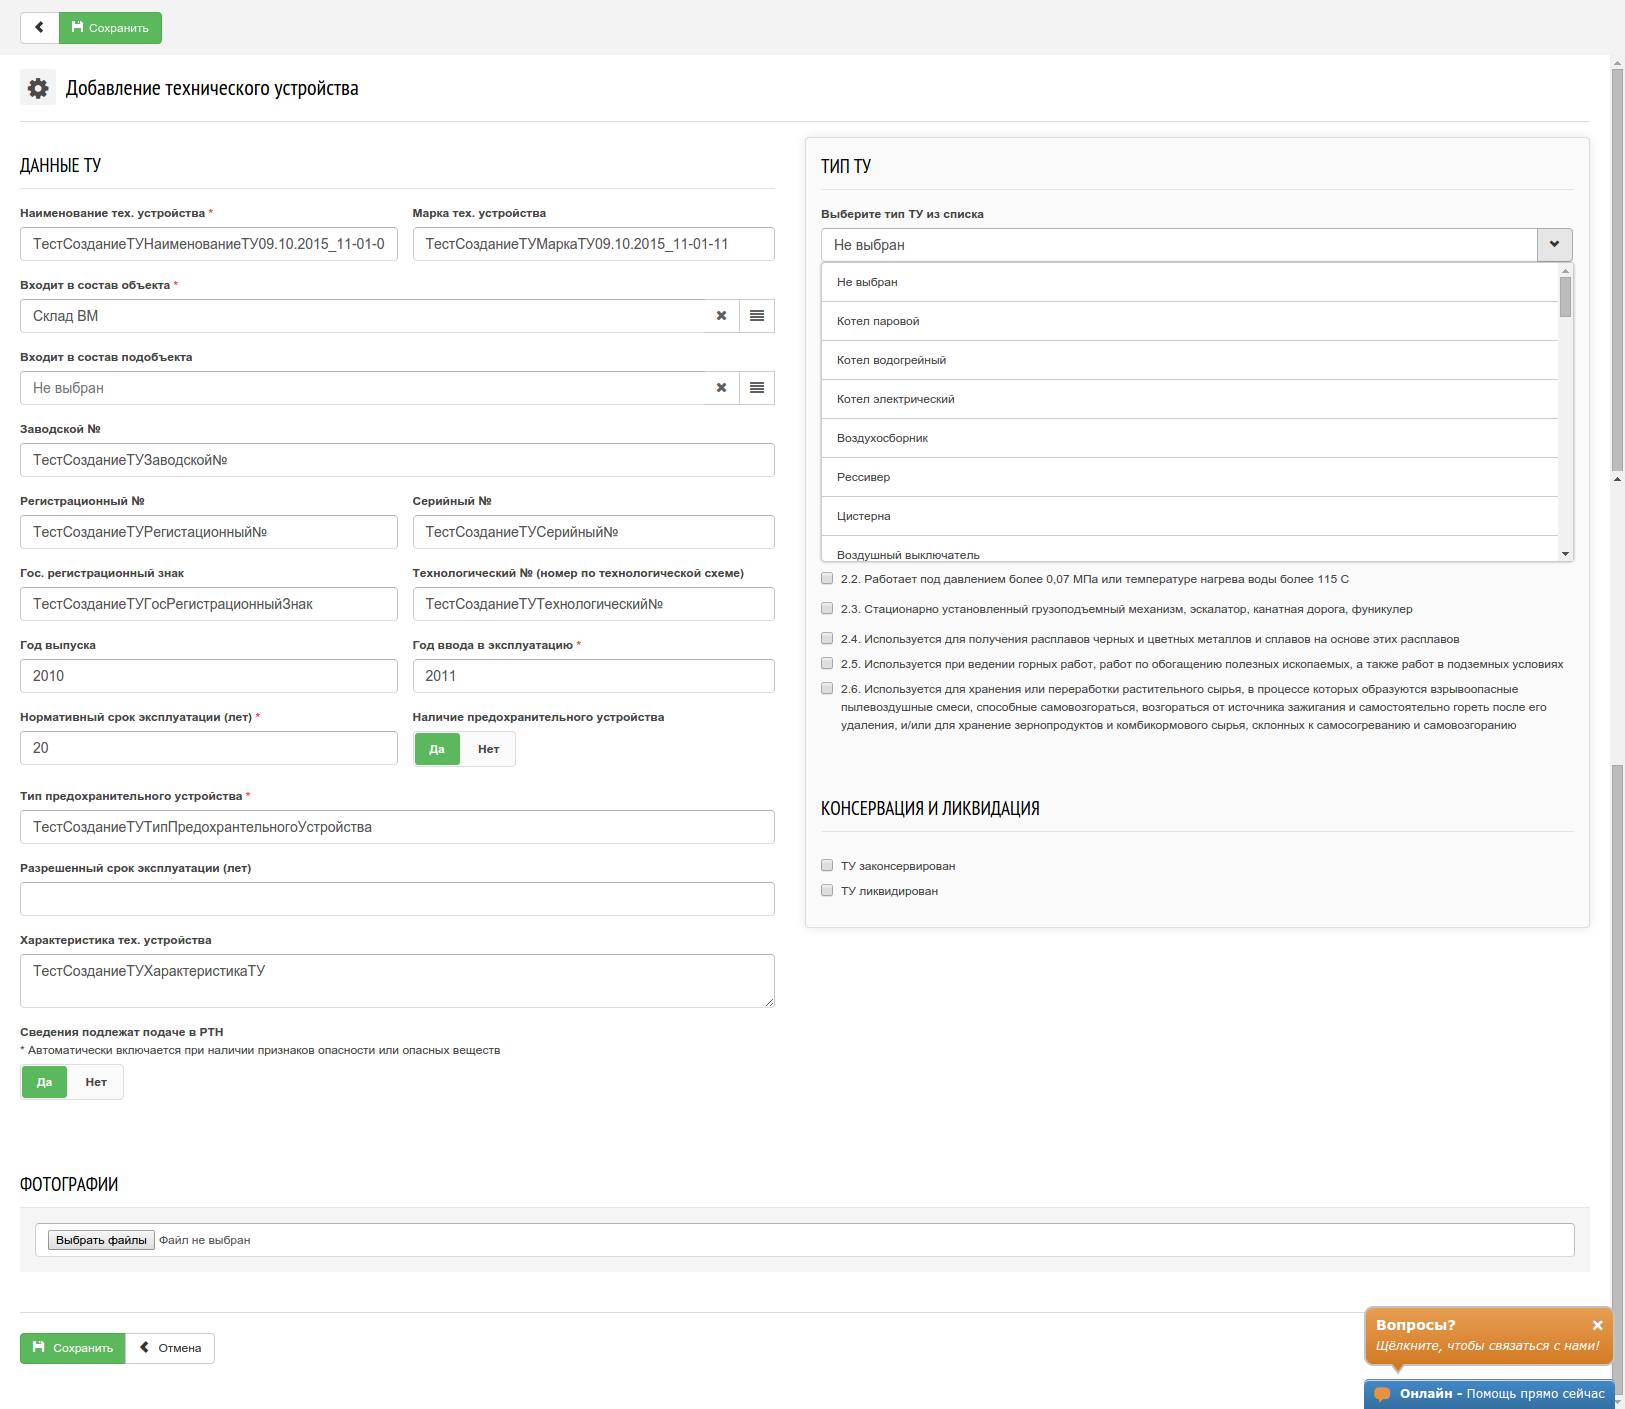 Сохранить
Добавление технического устройства
ДАННЫЕ ТУ
Наименование тех. устройства *
Марка тех. устройства
ТестСозданиеТУНаименованиеТУ09.10.2015_11-01-0
ТестСозданиеТУМаркаТУ09.10.2015_11-01-11
Входит в состав объекта *
Склад ВМ
Входит в состав подобъекта
Не выбран
Заводской №
ТестСозданиеТУЗаводской№
Регистрационный №
Серийный №
ТестСозданиеТУРегистационный№
ТестСозданиеТУСерийный№
Гос. регистрационный знак
Технологический № (номер по технологической схеме)
ТестСозданиеТУГосРегистрационныйЗнак
ТестСозданиеТУТехнологический№
Год выпуска
Год ввода в эксплуатацию *
2010
2011
Нормативный срок эксплуатации (лет) *
Наличие предохранительного устройства
20
Да Нет
Тип предохранительного устройства *
ТестСозданиеТУТипПредохрантельногоУстройства
Разрешенный срок эксплуатации (лет)
Характеристика тех. устройства
ТестСозданиеТУХарактеристикаТУ
Сведения подлежат подаче в РТН
* Автоматически включается при наличии признаков опасности или опасных веществ
Да Нет
ТИП ТУ
Выберите тип ТУ из списка
Не выбран
Не выбран
Котел паровой
Котел водогрейный
Котел электрический
Воздухосборник
Рессивер
Цистерна
Воздушный выключатель
2.2. Работает под давлением более 0,07 МПа или температуре нагрева воды более 115 С
2.3. Стационарно установленный грузоподъемный механизм, эскалатор, канатная дорога, фуникулер
2.4. Используется для получения расплавов черных и цветных металлов и сплавов на основе этих расплавов
2.5. Используется при ведении горных работ, работ по обогащению полезных ископаемых, а также работ в подземных условиях
2.6. Используется для хранения или переработки растительного сырья, в процессе которых образуются взрывоопасные
пылевоздушные смеси, способные самовозгораться, возгораться от источника зажигания и самостоятельно гореть после его
удаления, и/или для хранение зернопродуктов и комбикормового сырья, склонных к самосогреванию и самовозгоранию
КОНСЕРВАЦИЯ И ЛИКВИДАЦИЯ
ТУ законсервирован
ТУ ликвидирован
ФОТОГРАФИИ
Выбрать файлы Файл не выбран
Сохранить Отмена
Вопросы?
Щёлкните, чтобы связаться с нами!
Онлайн - Помощь прямо сейчас